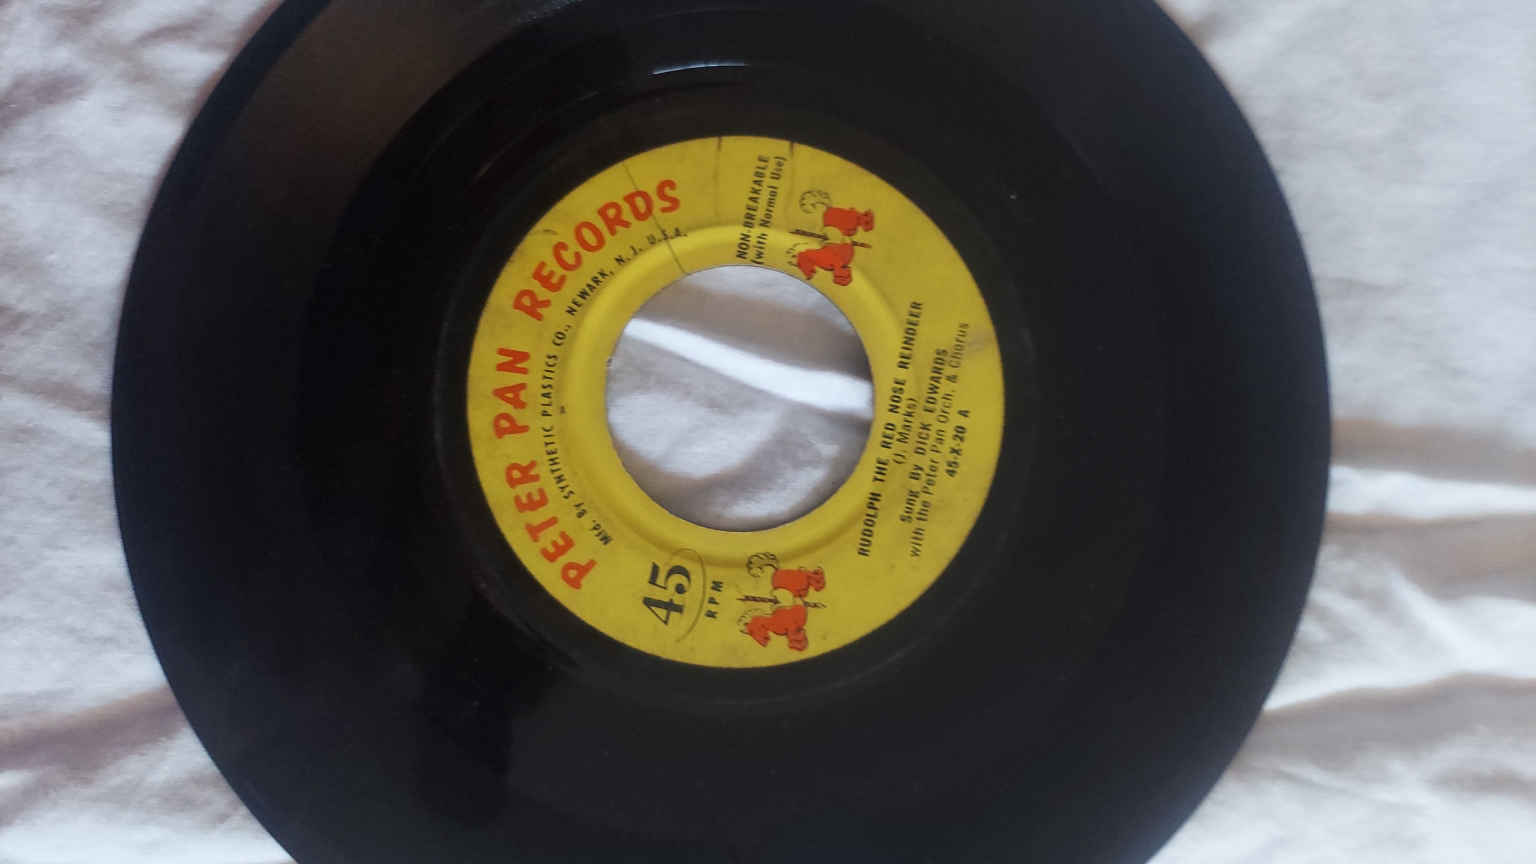 PETER PAN RECORDS
Mfd. By SYNTHETIC PLASTICS CO., NEWARK, N.J. U.S.A.
45
RPM
NON-BREAKABLE
(with Normal Use)
RUDOLPH THE RED NOSE REINDEER
(J. Marks)
Sung By DICK EDWARDS
with the Peter Pan Orch. & Chorus
45-X-20 A